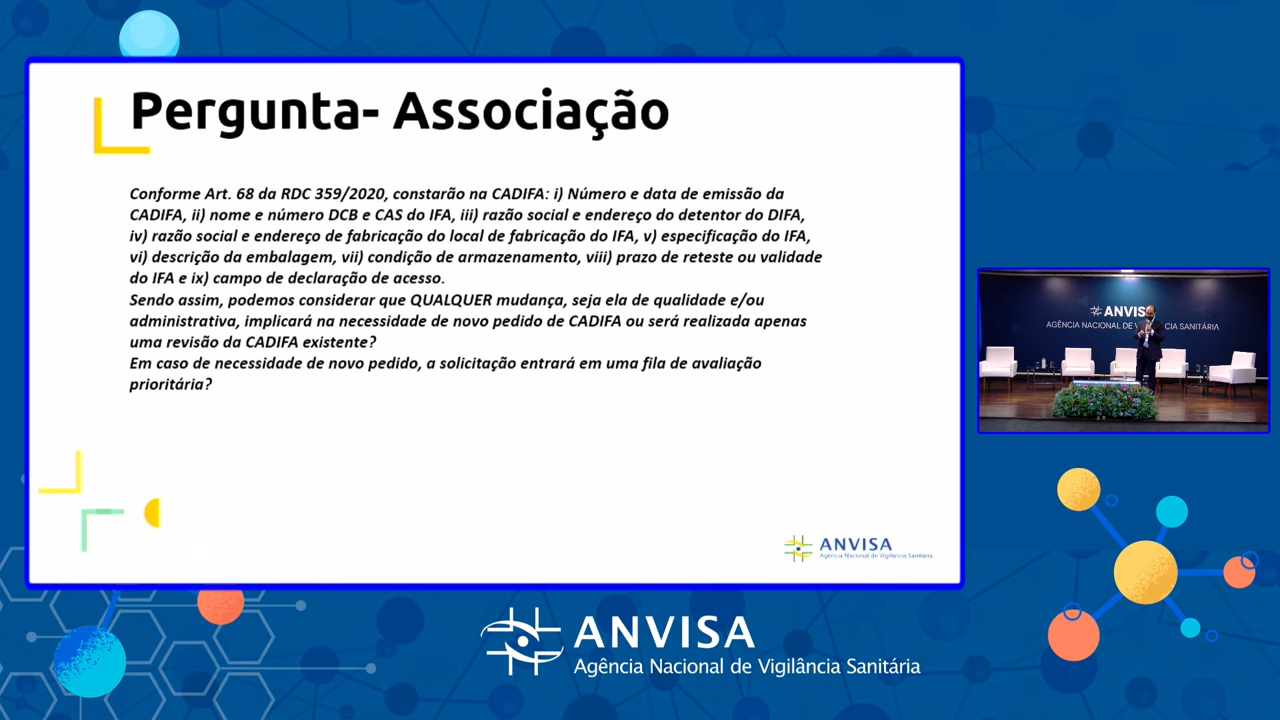 Pergunta- Associação
Conforme Art. 68 da RDC 359/2020, constarão na CADIFA: i) Número e data de emissão da
CADIFA, ii) nome e número DCB e CAS do IFA, iii) razão social e endereço do detentor do DIFA,
iv) razão social e endereço de fabricação do local de fabricação do IFA, v) especificação do IFA,
vi) descrição da embalagem, vii) condição de armazenamento, viii) prazo de reteste ou validade
do IFA e ix) campo de declaração de acesso.
Sendo assim, podemos considerar que QUALQUER mudança, seja ela de qualidade e/ou
administrativa, implicará na necessidade de novo pedido de CADIFA ou será realizada apenas
uma revisão da CADIFA existente?
Em caso de necessidade de novo pedido, a solicitação entrará em uma fila de avaliação
prioritária?
ANVISA
Agência Nacional de Vigilância Sanitária
ANVIS
AGÊNCIA NACIONAL DE VIGILÂNCIA SANITÁRIA
ANVISA
Agência Nacional de Vigilância Sanitária